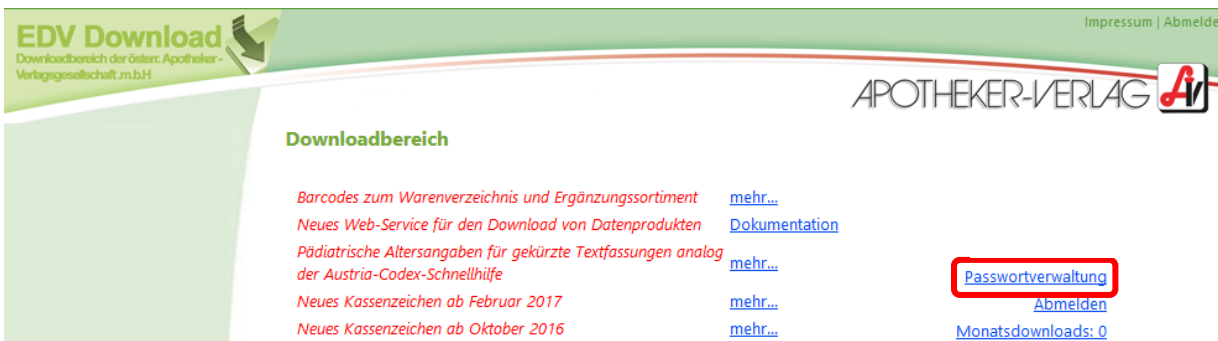 EDV Download
Downloadbereich der österr. Apotheker -
Verlagsgesellschaft .m.b.H
Impressum | Abmelde
APOTHEKER-VERLAG AV
Downloadbereich
Barcodes zum Warenverzeichnis und Ergänzungssortiment mehr...
Neues Web-Service für den Download von Datenprodukten Dokumentation
Pädiatrische Altersangaben für gekürzte Textfassungen analog
der Austria-Codex-Schnellhilfe mehr...
Passwortverwaltung
Neues Kassenzeichen ab Februar 2017 mehr... Abmelden
Neues Kassenzeichen ab Oktober 2016 mehr... Monatsdownloads: 0